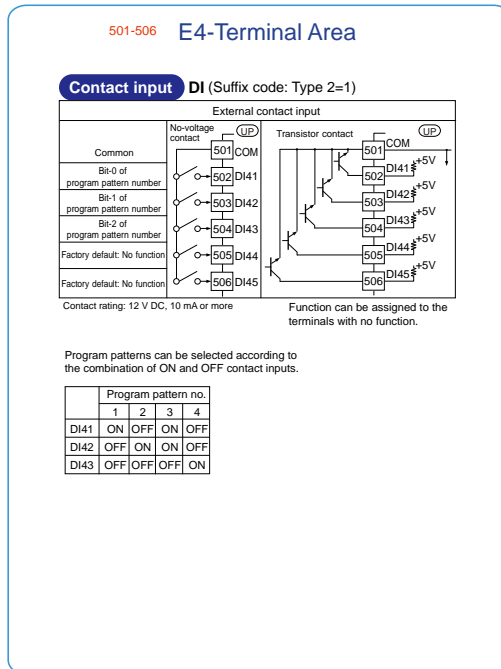 501-506 E4-Terminal Area
Contact input DI (Suffix code: Type 2=1)
External contact input
No-voltage
contact
UP
Transistor contact
UP
Common
501 COM
501 COM
Bit-0 of
program pattern number
502 DI41
502 DI41 +5V
Bit-1 of
program pattern number
503 DI42
503 DI42 +5V
Bit-2 of
program pattern number
504 DI43
504 DI43 +5V
Factory default: No function
505 DI44
505 DI44 +5V
Factory default: No function
506 DI45
506 DI45 +5V
Contact rating: 12 V DC, 10 mA or more
Function can be assigned to the
terminals with no function.
Program patterns can be selected according to
the combination of ON and OFF contact inputs.
Program pattern no.
1 2 3 4
DI41 ON OFF ON OFF
DI42 OFF ON ON OFF
DI43 OFF OFF OFF ON